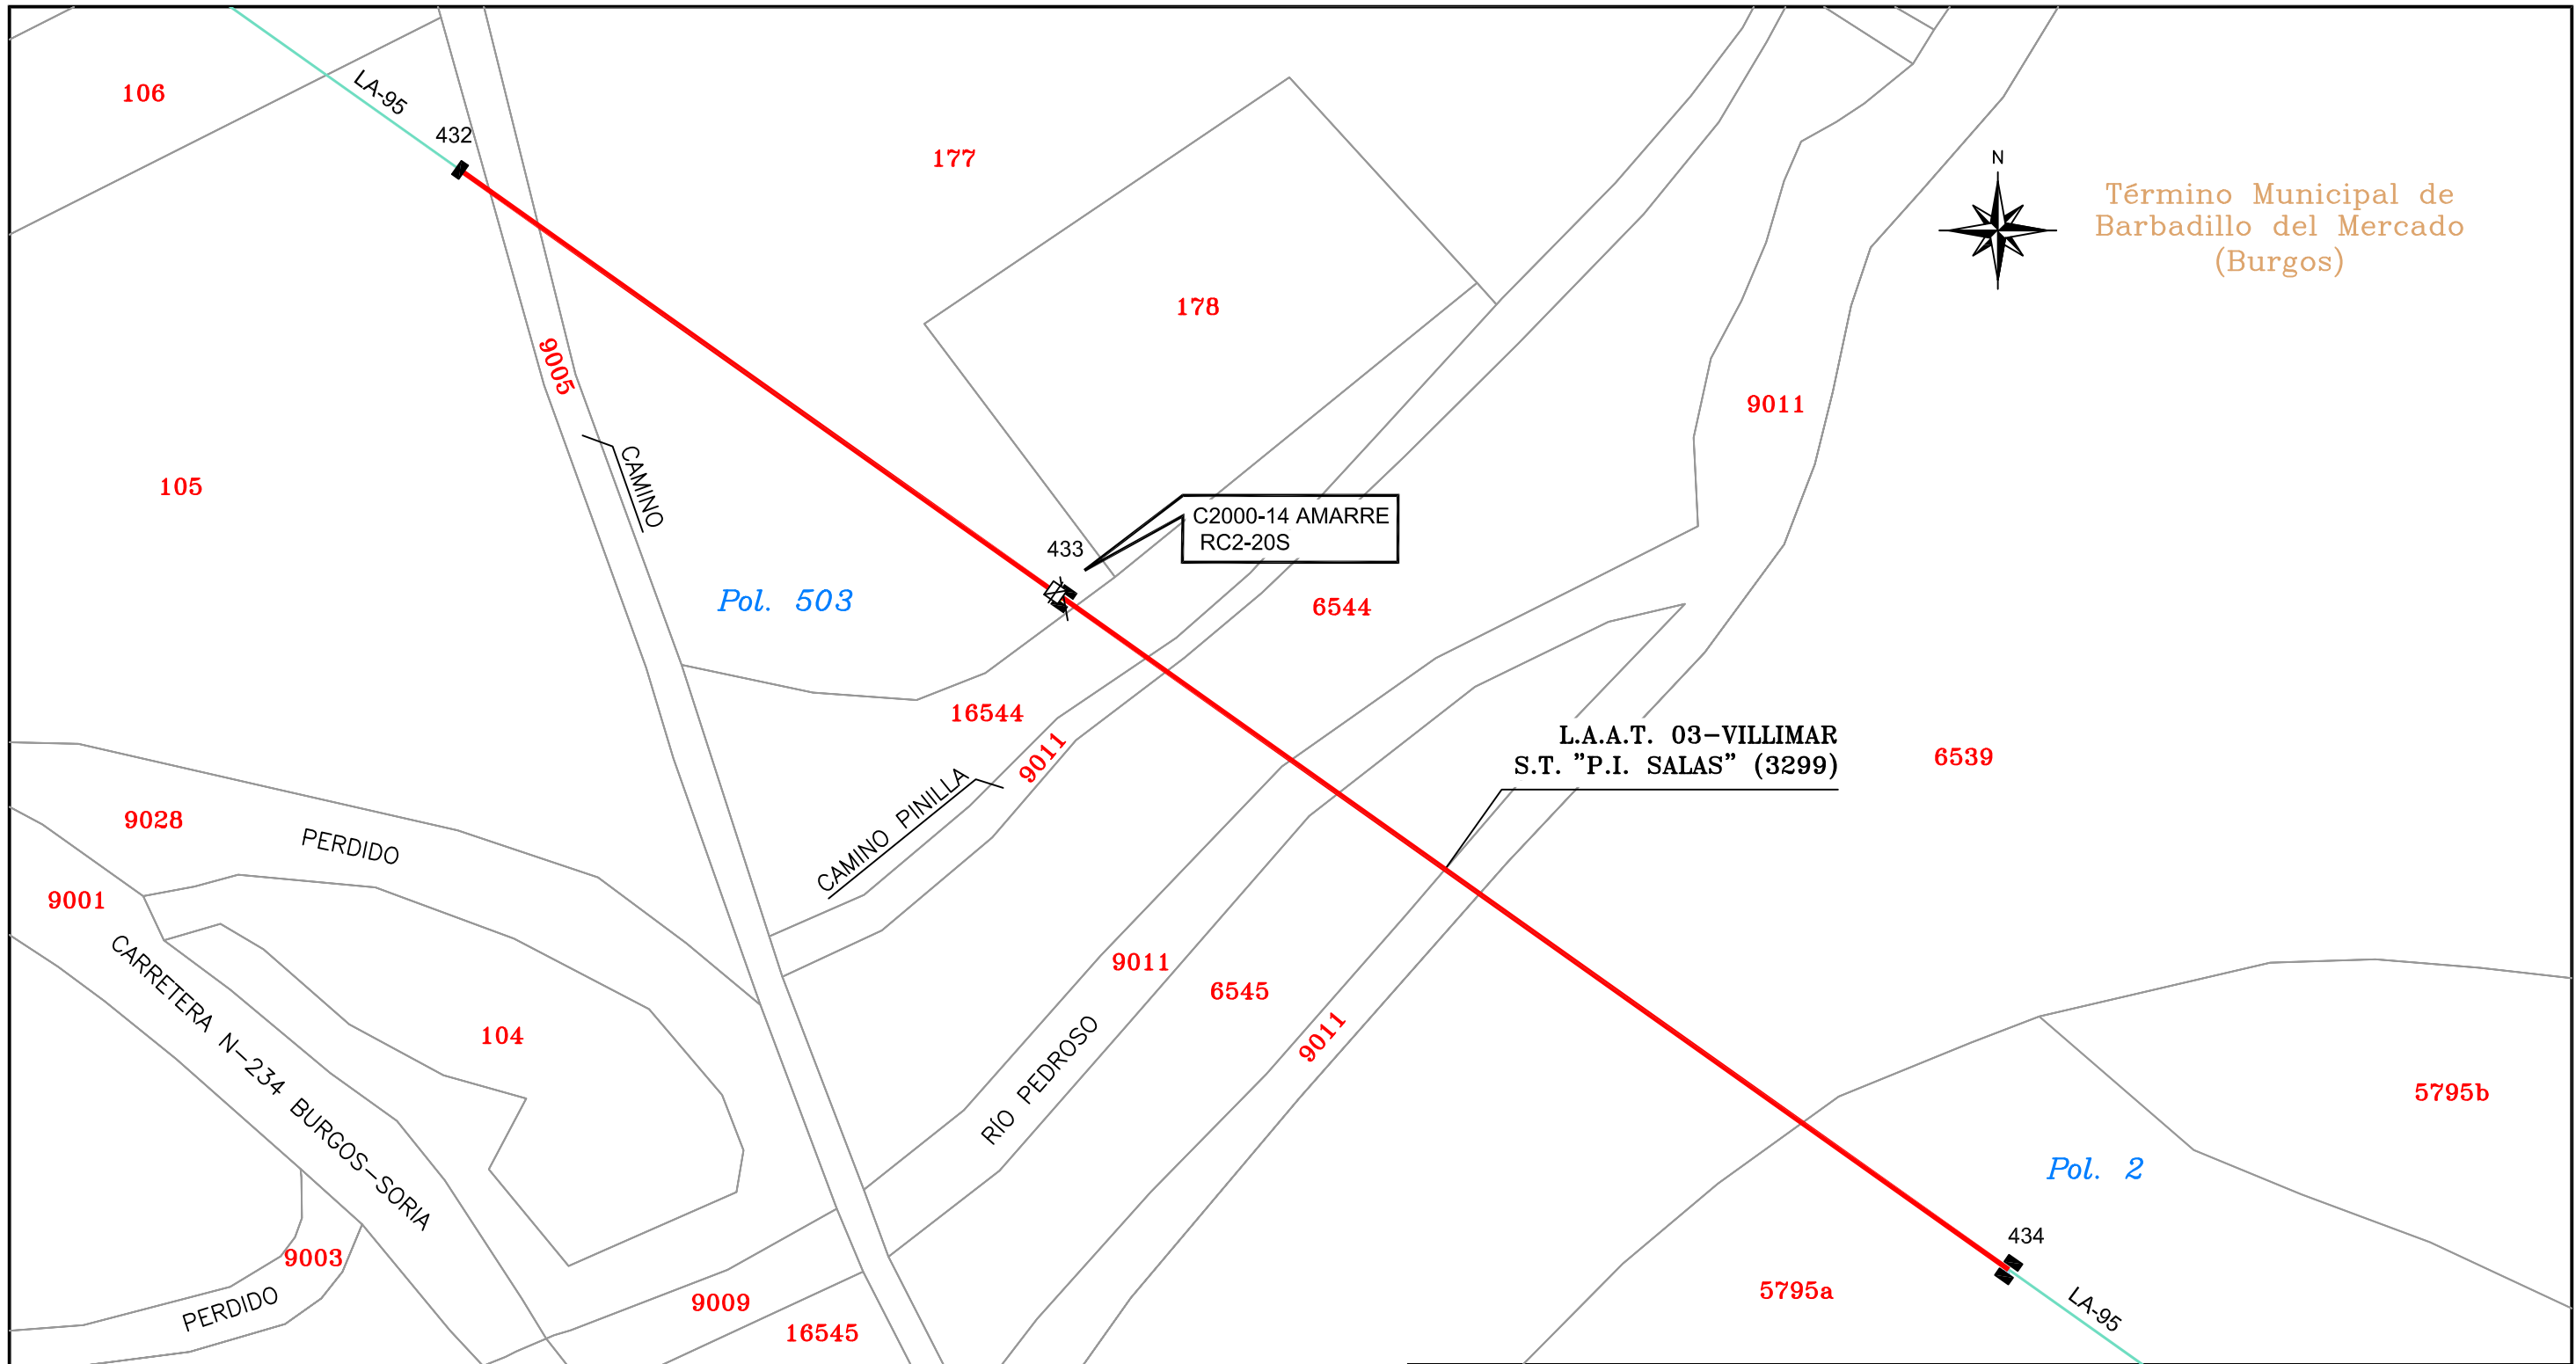 106
LA-95
432
177
N
Término Municipal de
Barbadillo del Mercado
(Burgos)
178
9005
9011
105
CAMINO
C2000-14 AMARRE
RC2-20S
433
Pol. 503
6544
16544
9011
L.A.A.T. 03-VILLIMAR
S.T. "P.I. SALAS" (3299)
6539
CAMINO PINILLA
9028
PERDIDO
9001
CARRETERA N-234 BURGOS-SORIA
104
9011
6545
RÍO PEDROSO
9011
5795b
Pol. 2
434
9003
PERDIDO
9009
16545
5795a
LA-95